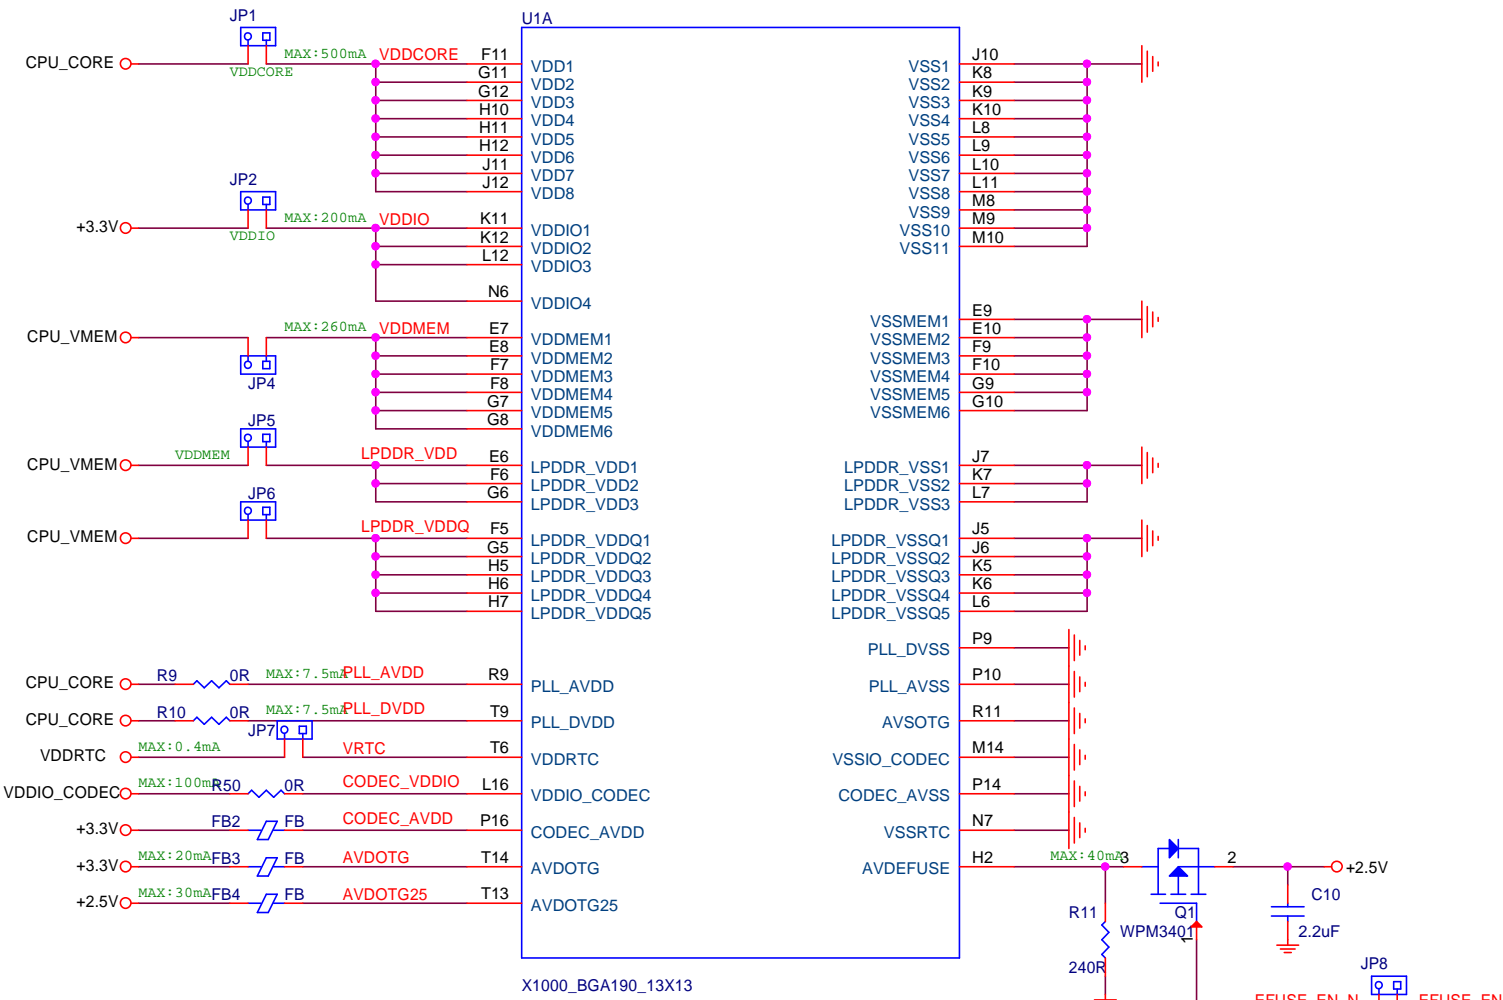 JP1
U1A
CPU_CORE
MAX:500mA
VDDCORE
VDDCORE
F11
VDD1
G11
VDD2
G12
VDD3
H10
VDD4
H11
VDD5
H12
VDD6
J11
VDD7
J12
VDD8
JP2
+3.3V
MAX:200mA
VDDIO
VDDIO
K11
VDDIO1
K12
VDDIO2
L12
VDDIO3
N6
VDDIO4
CPU_VMEM
MAX:260mA
VDDMEM
JP4
E7
VDDMEM1
E8
VDDMEM2
F7
VDDMEM3
F8
VDDMEM4
G7
VDDMEM5
G8
VDDMEM6
JP5
CPU_VMEM
VDDMEM
LPDDR_VDD
E6
LPDDR_VDD1
F6
LPDDR_VDD2
G6
LPDDR_VDD3
JP6
CPU_VMEM
LPDDR_VDDQ
F5
LPDDR_VDDQ1
G5
LPDDR_VDDQ2
H5
LPDDR_VDDQ3
H6
LPDDR_VDDQ4
H7
LPDDR_VDDQ5
CPU_CORE
R9
0R
MAX:7.5mA
PLL_AVDD
R9
PLL_AVDD
CPU_CORE
R10
0R
MAX:7.5mA
PLL_DVDD
T9
PLL_DVDD
JP7
VDDRTC
MAX:0.4mA
VRTC
T6
VDDRTC
VDDIO_CODEC
MAX:100mA
R50
0R
CODEC_VDDIO
L16
VDDIO_CODEC
+3.3V
FB2
FB
CODEC_AVDD
P16
CODEC_AVDD
+3.3V
MAX:20mA
FB3
FB
AVDOTG
T14
AVDOTG
+2.5V
MAX:30mA
FB4
FB
AVDOTG25
T13
AVDOTG25
J10
VSS1
K8
VSS2
K9
VSS3
K10
VSS4
L8
VSS5
L9
VSS6
L10
VSS7
L11
VSS8
M8
VSS9
M9
VSS10
M10
VSS11
E9
VSSMEM1
E10
VSSMEM2
F9
VSSMEM3
F10
VSSMEM4
G9
VSSMEM5
G10
VSSMEM6
J7
LPDDR_VSS1
K7
LPDDR_VSS2
L7
LPDDR_VSS3
J5
LPDDR_VSSQ1
J6
LPDDR_VSSQ2
K5
LPDDR_VSSQ3
K6
LPDDR_VSSQ4
L6
LPDDR_VSSQ5
P9
PLL_DVSS
P10
PLL_AVSS
R11
AVSOTG
M14
VSSIO_CODEC
P14
CODEC_AVSS
N7
VSSRTC
H2
AVDEFUSE
MAX:40mA
3
2
+2.5V
R11
240R
Q1
WPM3401
1
C10
2.2uF
JP8
EFUSE_EN_N
EFUSE_EN
X1000_BGA190_13X13